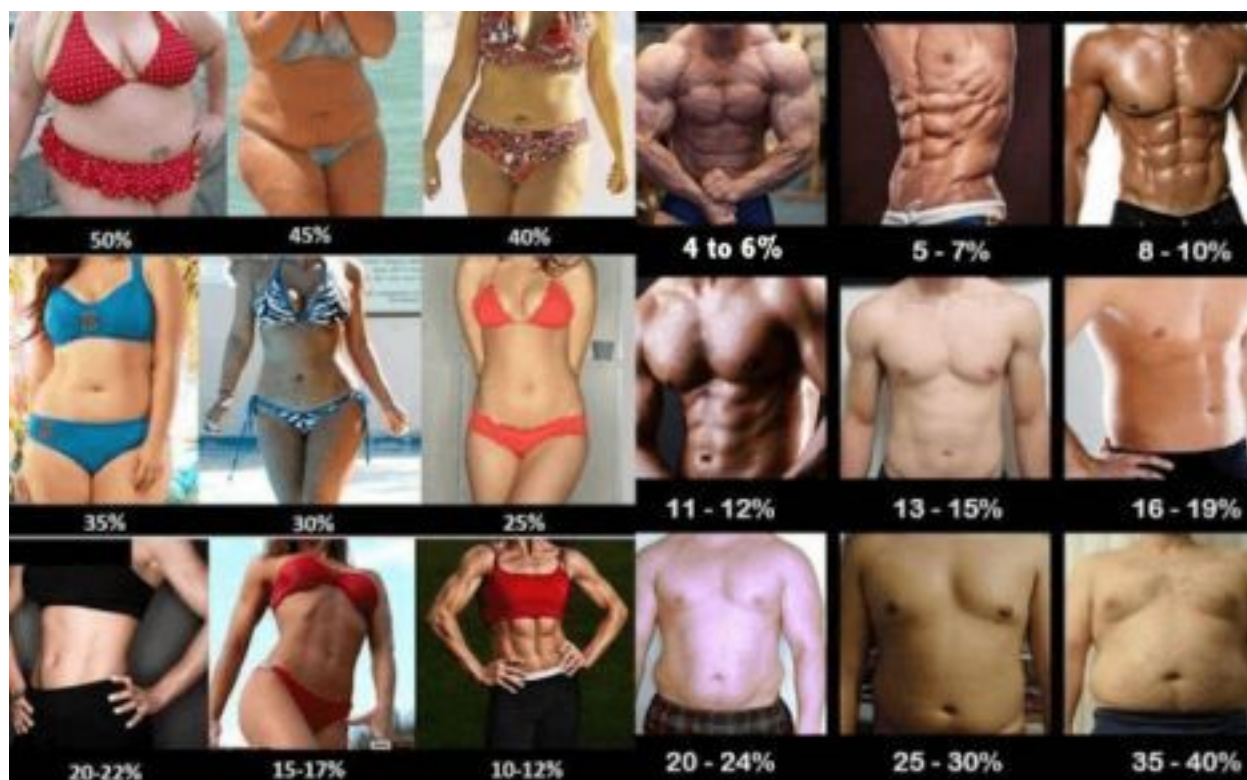 50% 45% 40%
4 to 6% 5 - 7% 8 - 10%
35% 30% 25%
11 - 12% 13 - 15% 16 - 19%
20-22% 15-17% 10-12%
20 - 24% 25 - 30% 35 - 40%